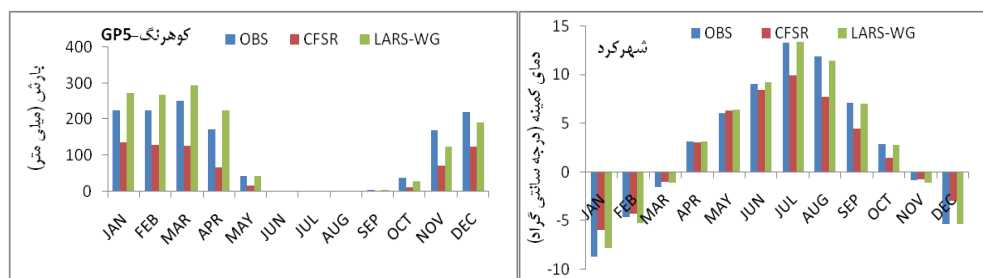 کوهرنگ-GP5
OBS CFSR LARS-WG
بارش (میلی متر)
400
300
200
100
0
JAN FEB MAR APR MAY JUN JUL AUG SEP OCT NOV DEC
OBS CFSR LARS-WG
شهرکرد
دمای کمینه (درجه سانتی گراد)
15
10
5
0
-5
-10
JAN FEB MAR APR MAY JUN JUL AUG SEP OCT NOV DEC